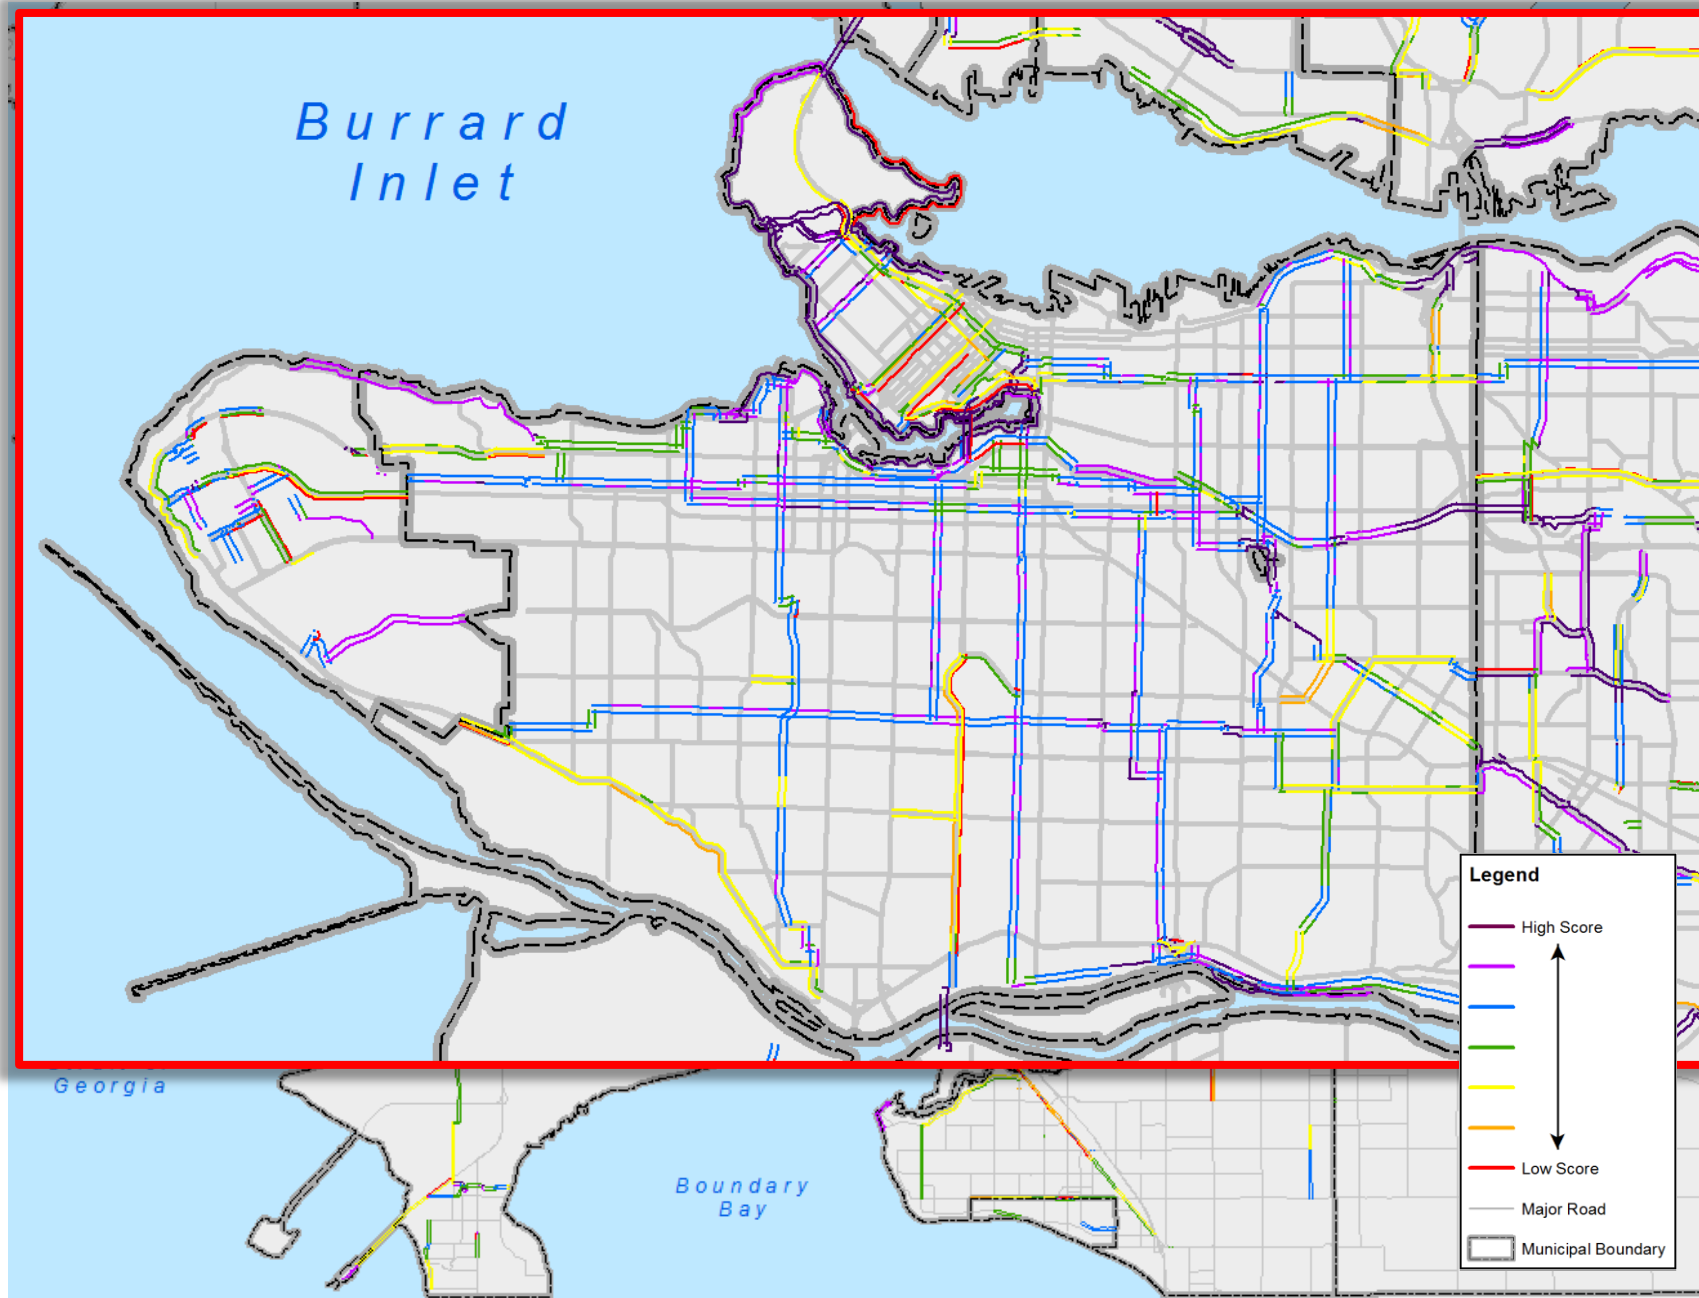 Burrard
Inlet
Georgia
Boundary
Bay
Legend
High Score
Low Score
Major Road
Municipal Boundary